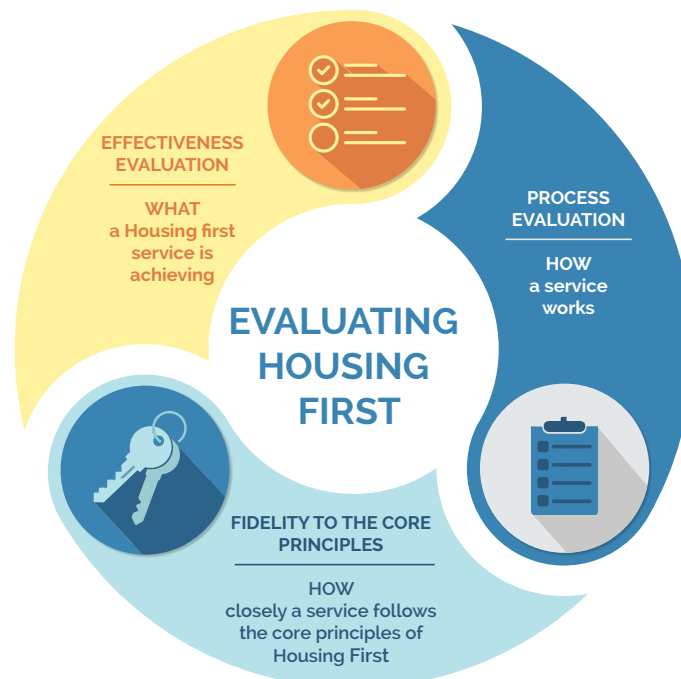 EFFECTIVENESS
EVALUATION
WHAT
a Housing first
service is
achieving
PROCESS
EVALUATION
HOW
a service
works
EVALUATING
HOUSING
FIRST
FIDELITY TO THE CORE
PRINCIPLES
HOW
closely a service follows
the core principles of
Housing First